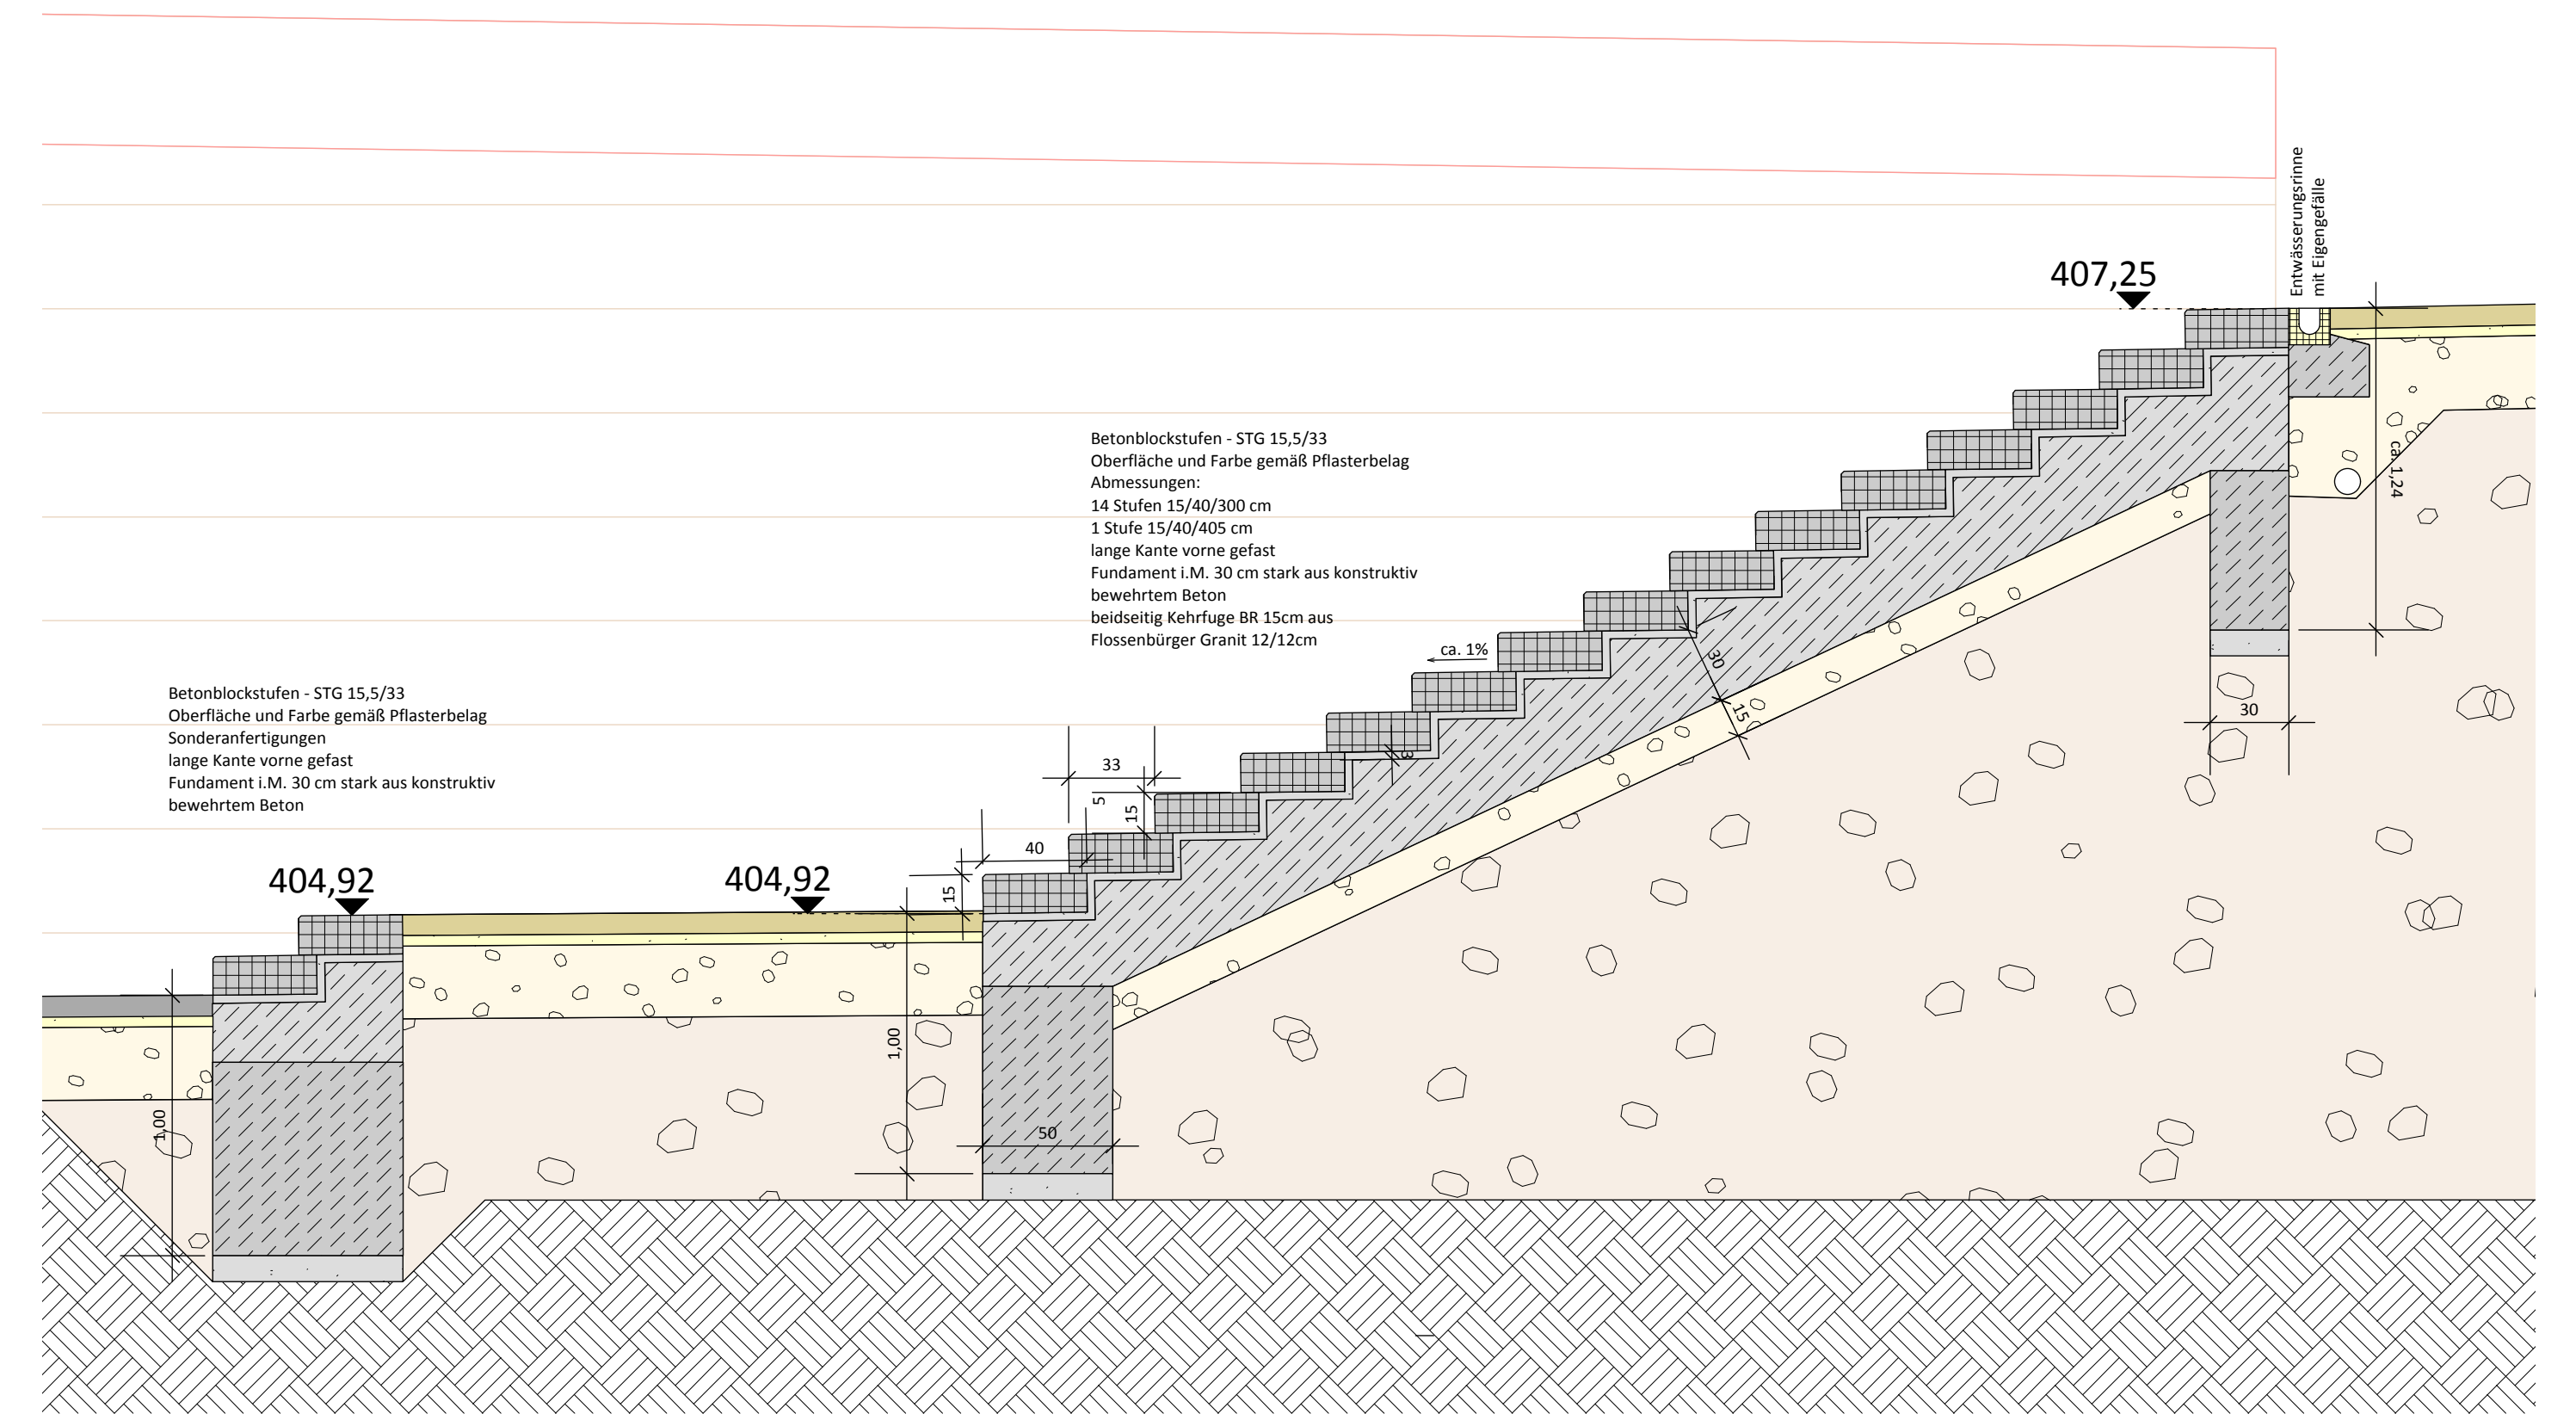 Entwässerungsrinne
mit Eigengefälle
407,25
Betonblockstufen - STG 15,5/33
Oberfläche und Farbe gemäß Pflasterbelag
Abmessungen:
14 Stufen 15/40/300 cm
1 Stufe 15/40/405 cm
lange Kante vorne gefast
Fundament i.M. 30 cm stark aus konstruktiv
bewehrtem Beton
beidseitig Kehrfuge BR 15cm aus
Flossenbürger Granit 12/12cm
ca. 1,24
ca. 1%
30
15
30
Betonblockstufen - STG 15,5/33
Oberfläche und Farbe gemäß Pflasterbelag
Sonderanfertigungen
lange Kante vorne gefast
Fundament i.M. 30 cm stark aus konstruktiv
bewehrtem Beton
3
33
5
15
40
15
404,92
404,92
1,00
1,00
50